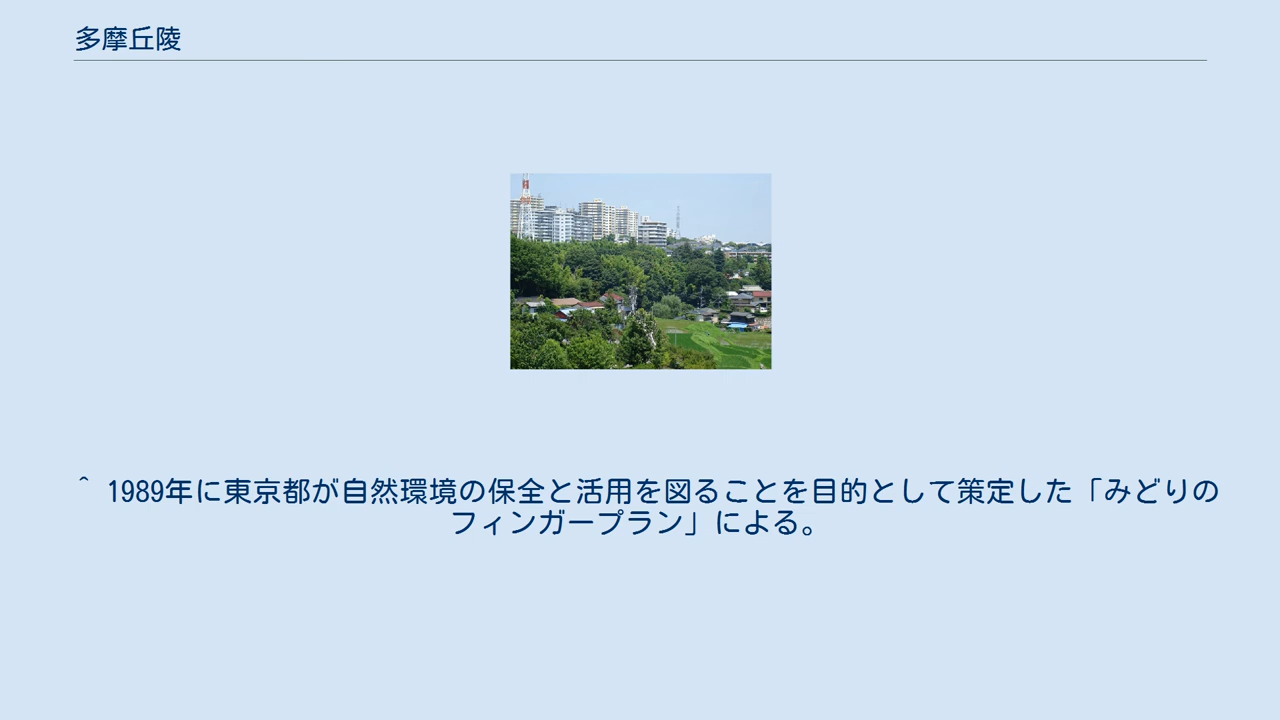 多摩丘陵
^ 1989年に東京都が自然環境の保全と活用を図ることを目的として策定した「みどりの
フィンガープラン」による。